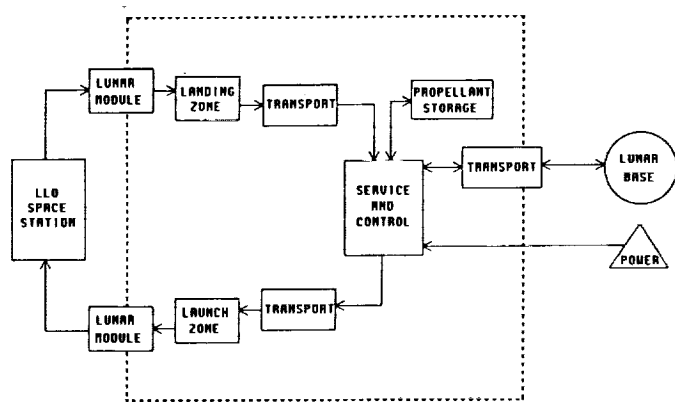 LUNAR
MODULE
LANDING
ZONE
TRANSPORT
PROPELLANT
STORAGE
LLO
SPACE
STATION
SERVICE
AND
CONTROL
TRANSPORT
LUNAR
BASE
POWER
LUNAR
MODULE
LAUNCH
ZONE
TRANSPORT